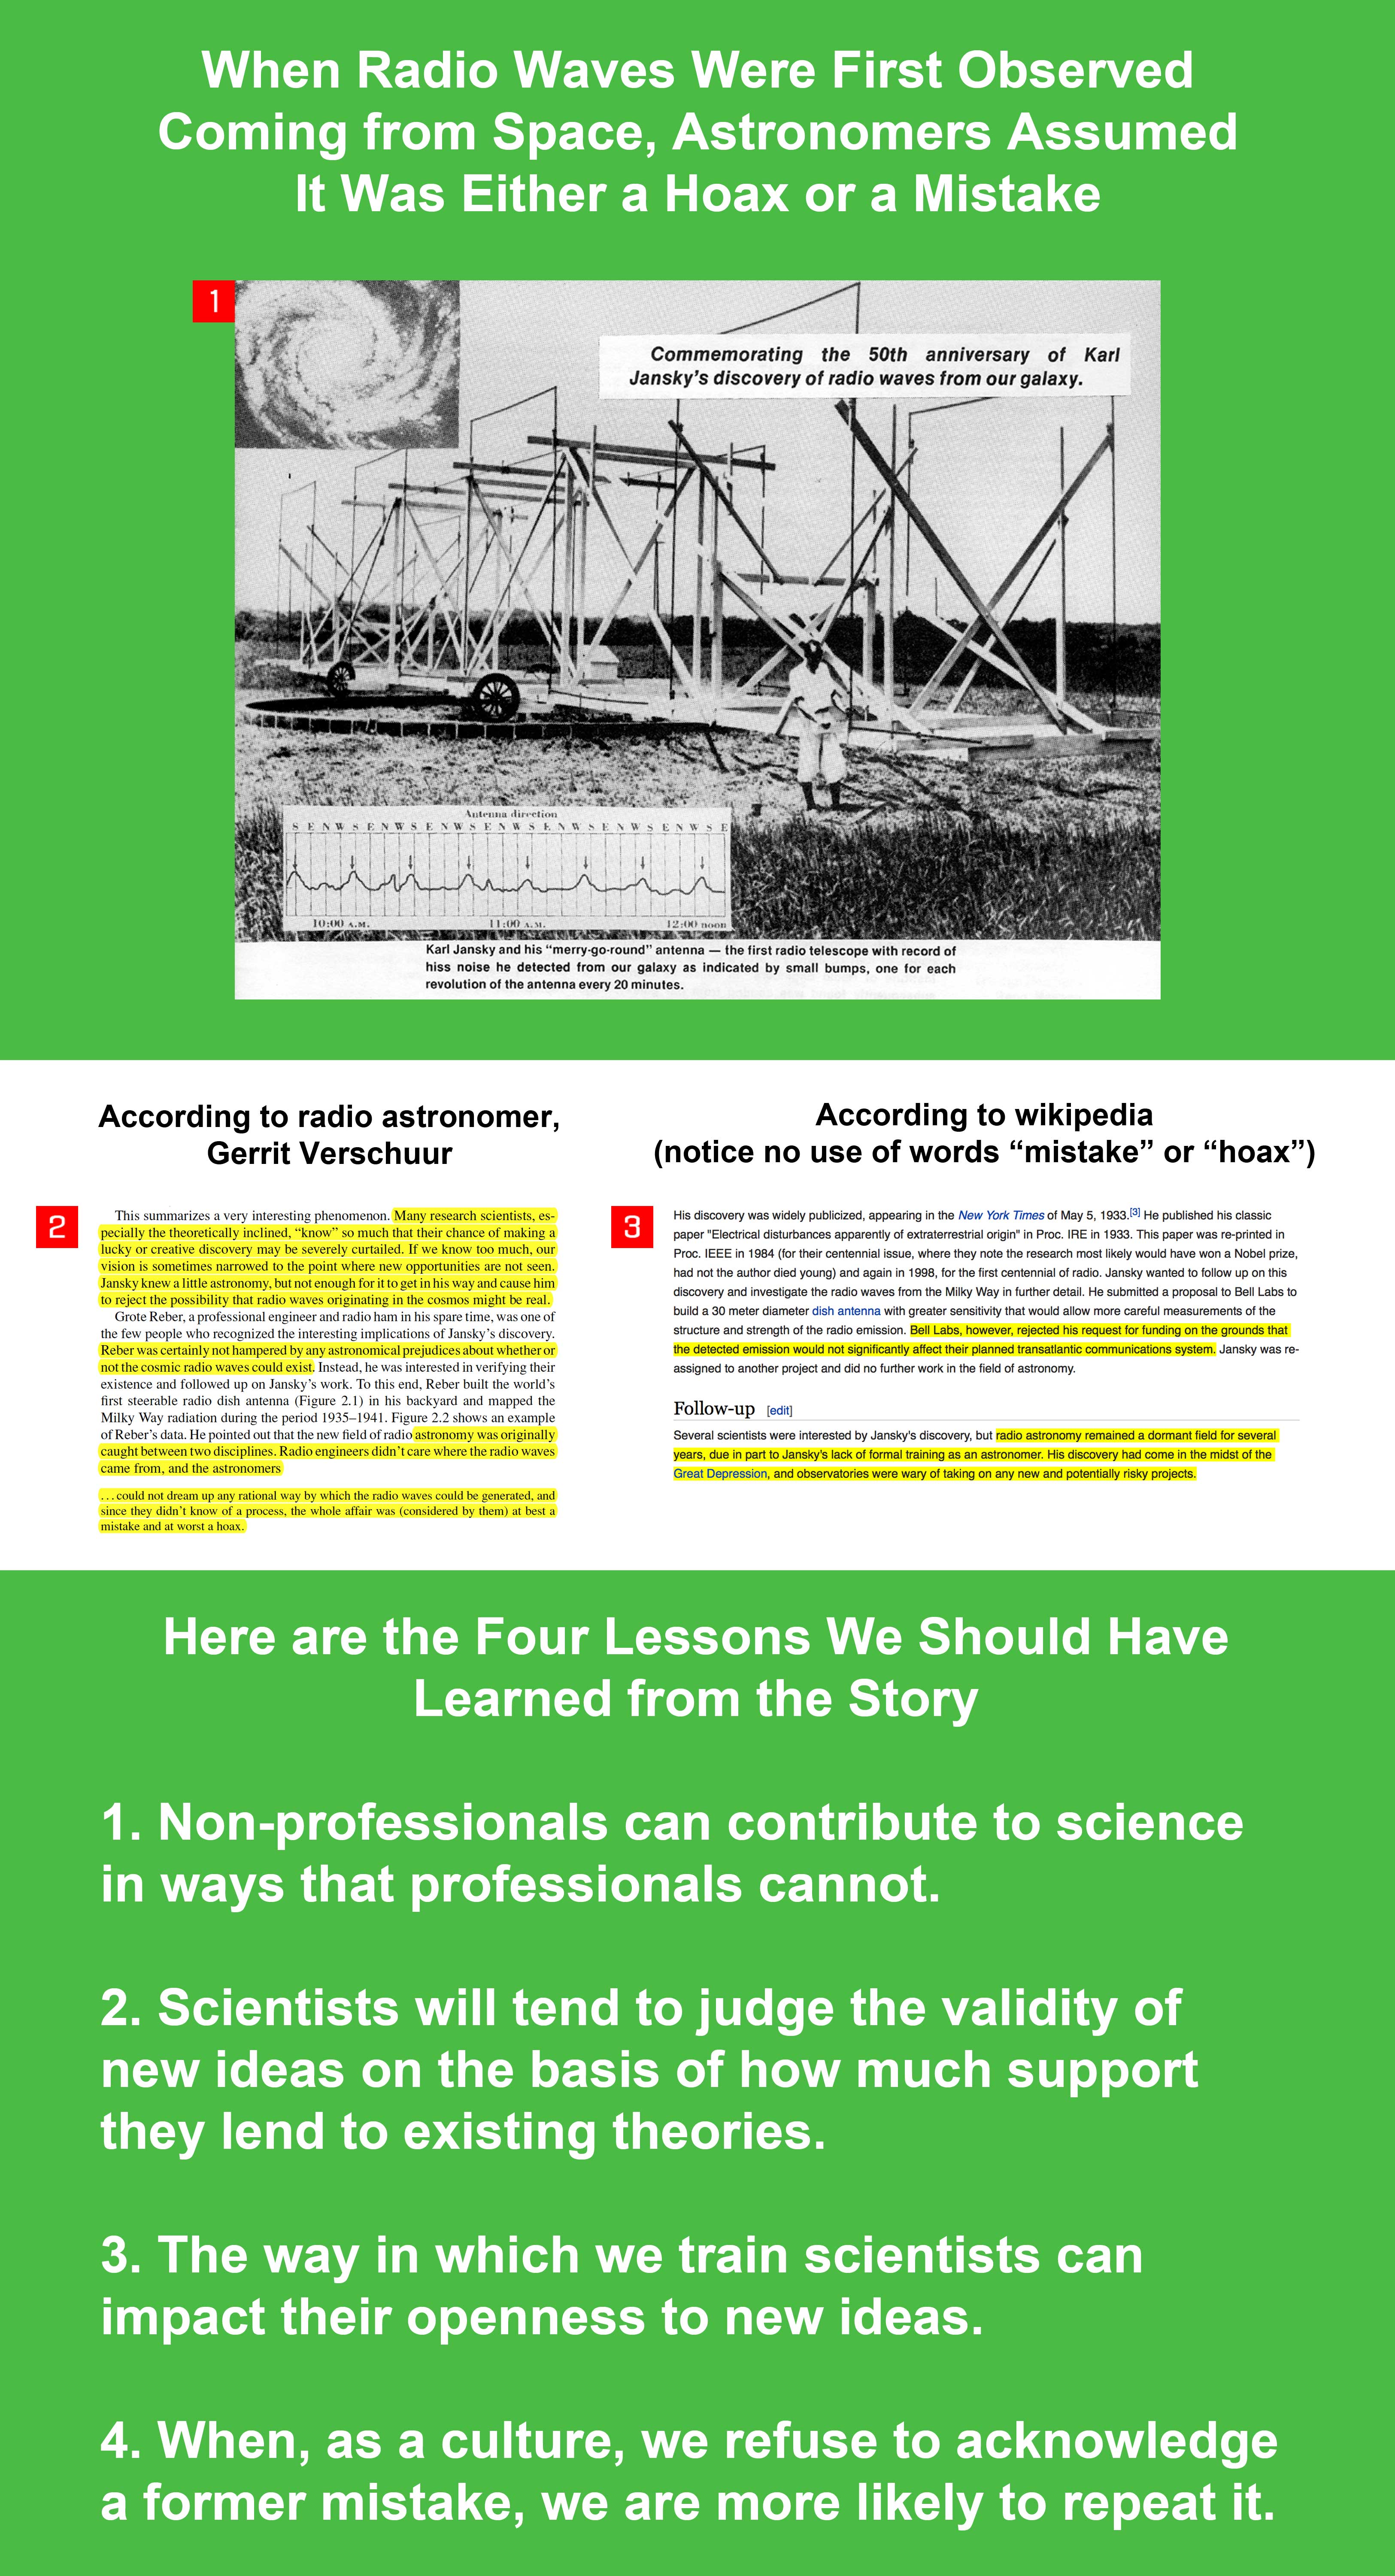 When Radio Waves Were First Observed
Coming from Space, Astronomers Assumed
It Was Either a Hoax or a Mistake
1
Commemorating the 50th anniversary of Karl
Jansky's discovery of radio waves from our galaxy.
Antenna direction
S E N W S E N W S E N W S E N W S E N W S E N W S E N W S E
10:00 A.M. 11:00 A.M. 12:00 noon
Karl Jansky and his “merry-go-round” antenna — the first radio telescope with record of
hiss noise he detected from our galaxy as indicated by small bumps, one for each
revolution of the antenna every 20 minutes.
According to radio astronomer,
Gerrit Verschuur
2
This summarizes a very interesting phenomenon. Many research scientists, es-
pecially the theoretically inclined, “know” so much that their chance of making a
lucky or creative discovery may be severely curtailed. If we know too much, our
vision is sometimes narrowed to the point where new opportunities are not seen.
Jansky knew a little astronomy, but not enough for it to get in his way and cause him
to reject the possibility that radio waves originating in the cosmos might be real.
Grote Reber, a professional engineer and radio ham in his spare time, was one of
the few people who recognized the interesting implications of Jansky's discovery.
Reber was certainly not hampered by any astronomical prejudices about whether or
not the cosmic radio waves could exist. Instead, he was interested in verifying their
existence and followed up on Jansky's work. To this end, Reber built the world's
first steerable radio dish antenna (Figure 2.1) in his backyard and mapped the
Milky Way radiation during the period 1935–1941. Figure 2.2 shows an example
of Reber's data. He pointed out that the new field of radio astronomy was originally
caught between two disciplines. Radio engineers didn't care where the radio waves
came from, and the astronomers
. . . could not dream up any rational way by which the radio waves could be generated, and
since they didn't know of a process, the whole affair was (considered by them) at best a
mistake and at worst a hoax.
According to wikipedia
(notice no use of words “mistake” or “hoax”)
3
His discovery was widely publicized, appearing in the New York Times of May 5, 1933.[3] He published his classic
paper "Electrical disturbances apparently of extraterrestrial origin" in Proc. IRE in 1933. This paper was re-printed in
Proc. IEEE in 1984 (for their centennial issue, where they note the research most likely would have won a Nobel prize,
had not the author died young) and again in 1998, for the first centennial of radio. Jansky wanted to follow up on this
discovery and investigate the radio waves from the Milky Way in further detail. He submitted a proposal to Bell Labs to
build a 30 meter diameter dish antenna with greater sensitivity that would allow more careful measurements of the
structure and strength of the radio emission. Bell Labs, however, rejected his request for funding on the grounds that
the detected emission would not significantly affect their planned transatlantic communications system. Jansky was re-
assigned to another project and did no further work in the field of astronomy.
Follow-up [edit]
Several scientists were interested by Jansky's discovery, but radio astronomy remained a dormant field for several
years, due in part to Jansky's lack of formal training as an astronomer. His discovery had come in the midst of the
Great Depression, and observatories were wary of taking on any new and potentially risky projects.
Here are the Four Lessons We Should Have
Learned from the Story
1. Non-professionals can contribute to science
in ways that professionals cannot.
2. Scientists will tend to judge the validity of
new ideas on the basis of how much support
they lend to existing theories.
3. The way in which we train scientists can
impact their openness to new ideas.
4. When, as a culture, we refuse to acknowledge
a former mistake, we are more likely to repeat it.